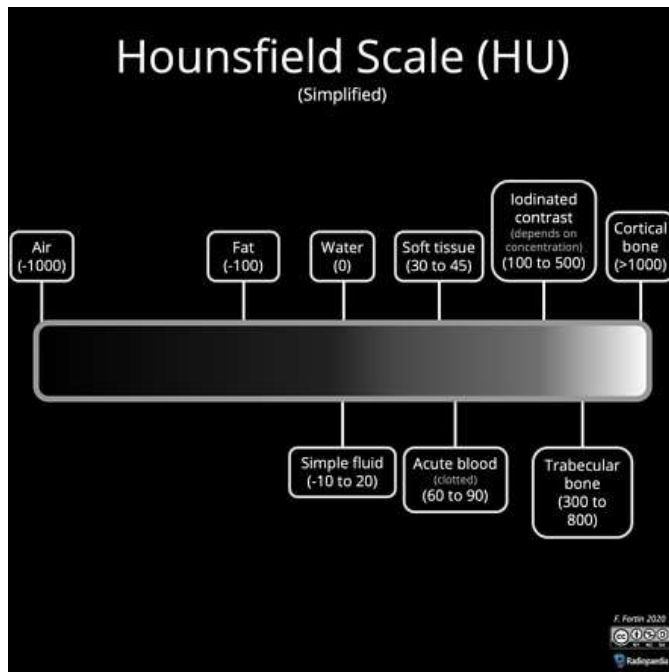 Hounsfield Scale (HU)
(Simplified)
Air
(-1000)
Fat
(-100)
Water
(0)
Soft tissue
(30 to 45)
Iodinated
contrast
(depends on
concentration)
(100 to 500)
Cortical
bone
(>1000)
Simple fluid
(-10 to 20)
Acute blood
(clotted)
(60 to 90)
Trabecular
bone
(300 to
800)
F. Fortin 2020
Radiopaedia